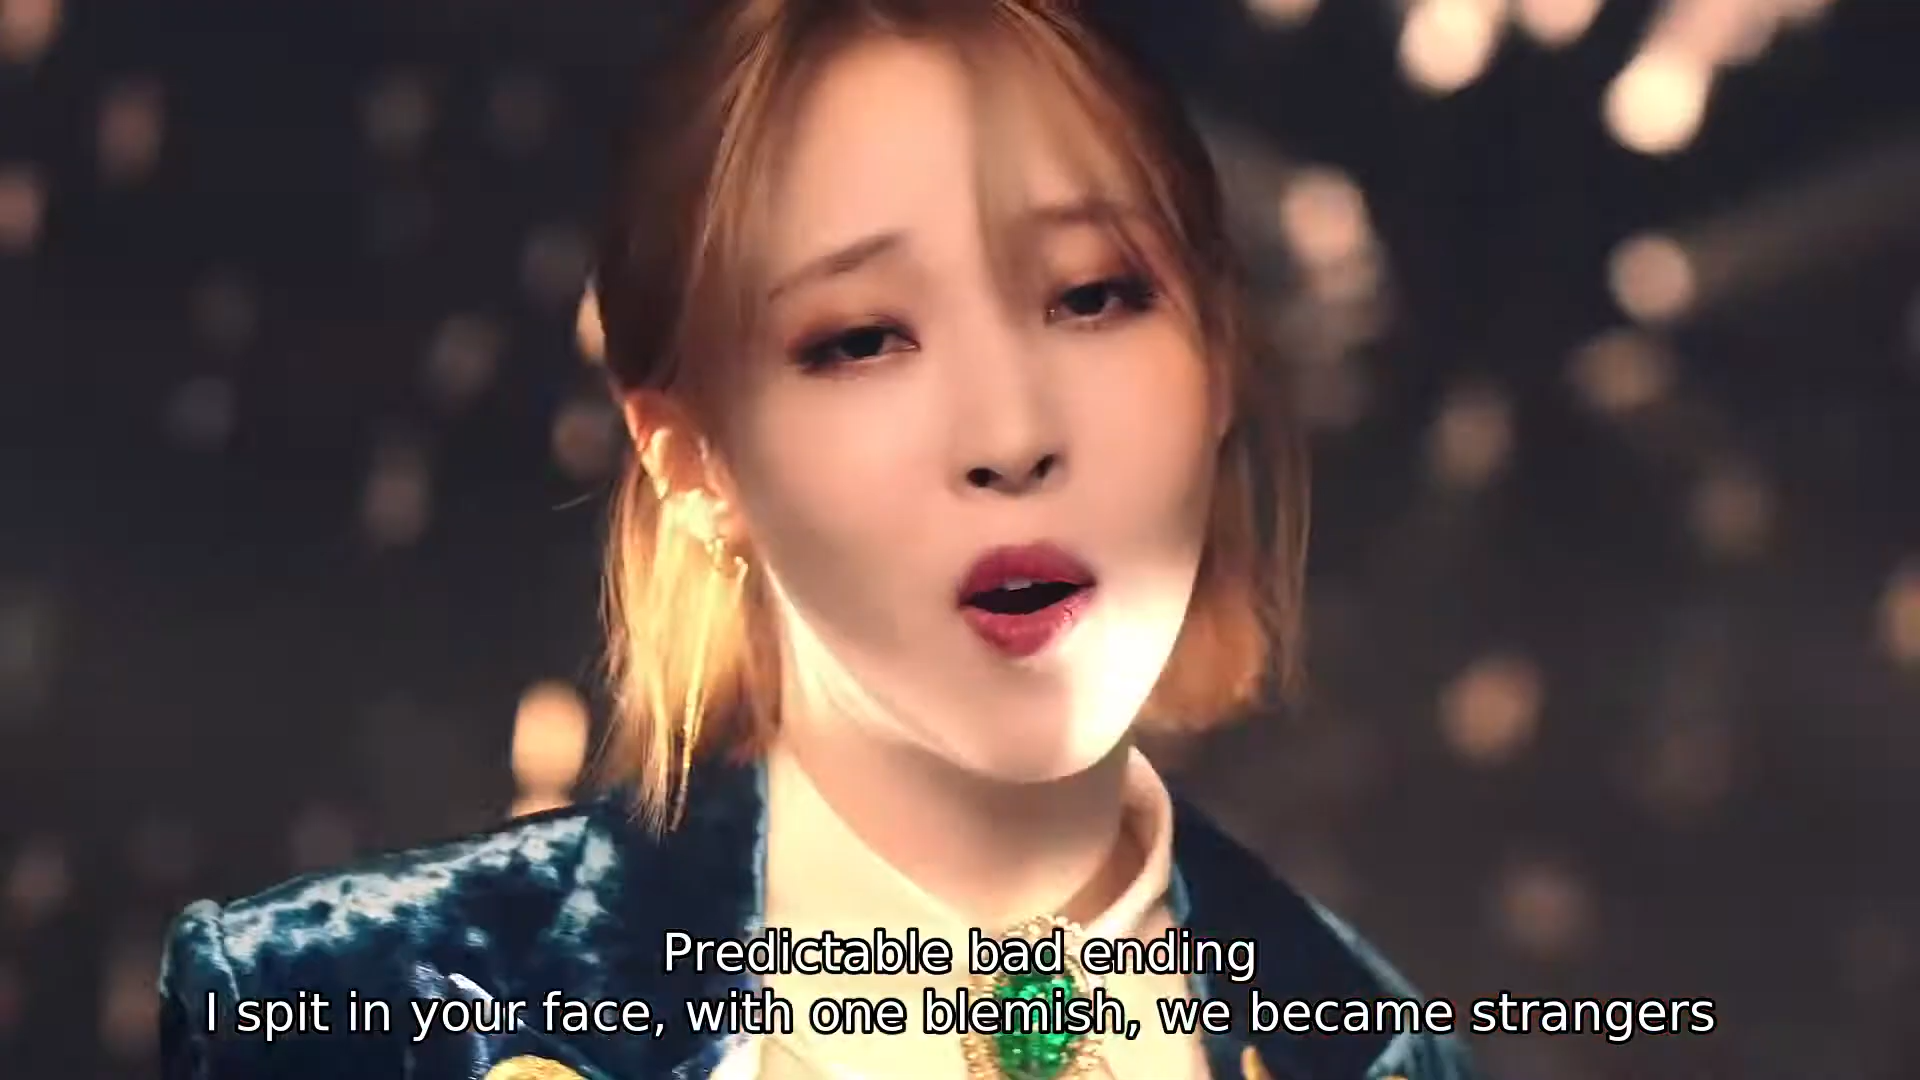 Predictable bad ending
I spit in your face, with one blemish, we became strangers